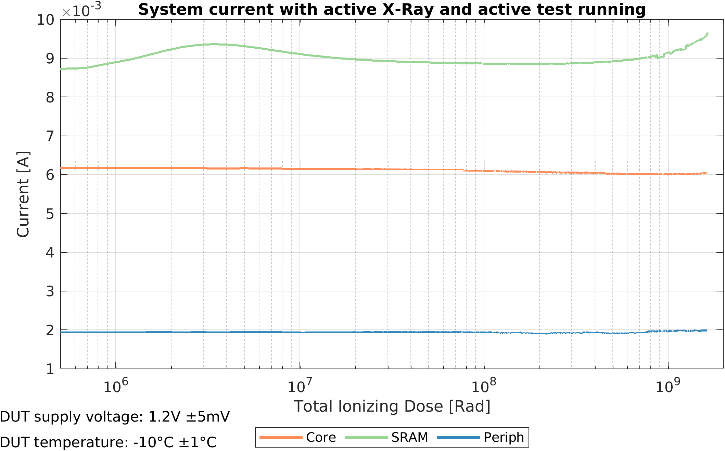 System current with active X-Ray and active test running
×10⁻³
10
9
8
7
6
5
4
3
2
1
Current [A]
10⁶ 10⁷ 10⁸ 10⁹
Total Ionizing Dose [Rad]
DUT supply voltage: 1.2V ±5mV
DUT temperature: -10°C ±1°C
Core SRAM Periph